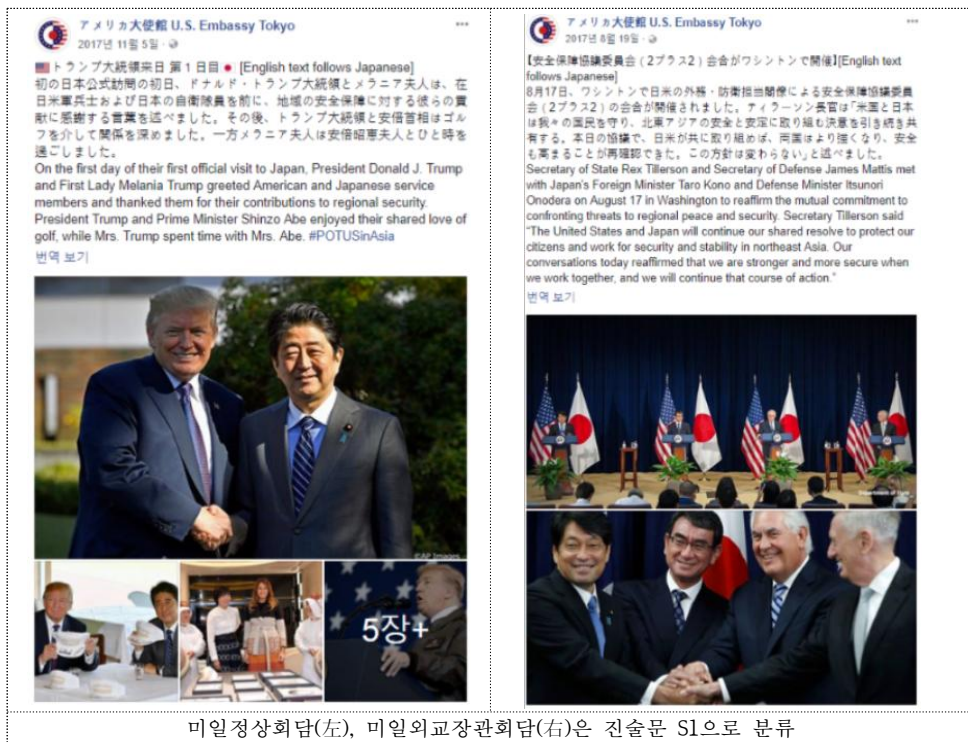 アメリカ大使館 U.S. Embassy Tokyo
2017년 11월 5일
トランプ大統領来日 第1日目 [English text follows Japanese]
初の日本公式訪問の初日、ドナルド・トランプ大統領とメラニア夫人は、在
日米軍兵士および日本の自衛隊員を前に、地域の安全保障に対する彼らの貢
献に感謝する言葉を述べました。その後、トランプ大統領と安倍首相はゴル
フを介して関係を深めました。一方メラニア夫人は安倍昭恵夫人とひと時を
過ごしました。
On the first day of their first official visit to Japan, President Donald J. Trump
and First Lady Melania Trump greeted American and Japanese service
members and thanked them for their contributions to regional security.
President Trump and Prime Minister Shinzo Abe enjoyed their shared love of
golf, while Mrs. Trump spent time with Mrs. Abe. #POTUSinAsia
번역 보기
©AP Images
5장+
アメリカ大使館 U.S. Embassy Tokyo
2017년 8월 19일
【安全保障協議委員会(2プラス2)会合がワシントンで開催】[English text
follows Japanese]
8月17日、ワシントンで日米の外務・防衛担当閣僚による安全保障協議委員
会(2プラス2)の会合が開催されました。ティラーソン長官は「米国と日本
は我々の国民を守り、北東アジアの安全と安定に取り組む決意を引き続き共
有する。本日の協議で、日米が共に取り組めば、両国はより強くなり、安全
も高まることが再確認できた。この方針は変わらない」と述べました。
Secretary of State Rex Tillerson and Secretary of Defense James Mattis met
with Japan's Foreign Minister Taro Kono and Defense Minister Itsunori
Onodera on August 17 in Washington to reaffirm the mutual commitment to
confronting threats to regional peace and security. Secretary Tillerson said
"The United States and Japan will continue our shared resolve to protect our
citizens and work for security and stability in northeast Asia. Our
conversations today reaffirmed that we are stronger and more secure when
we work together, and we will continue that course of action."
번역 보기
Department of State
미일정상회담(左), 미일외교장관회담(右)은 진술문 S1으로 분류